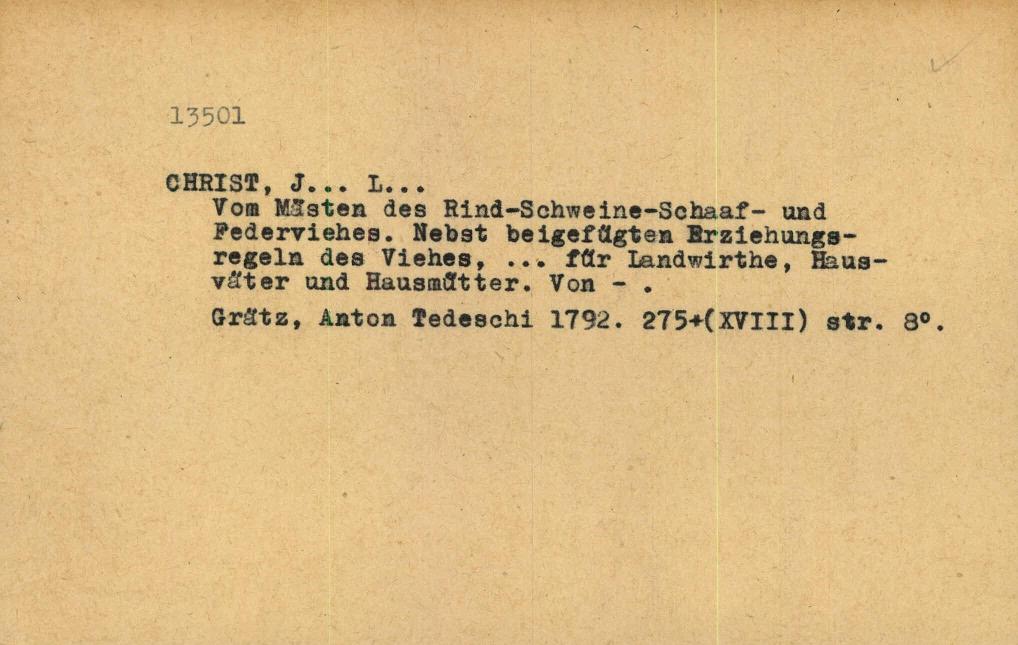 13501
CHRIST, J... L...
Vom Mästen des Rind-Schweine-Schaaf- und
Federviehes. Nebst beigefügten Erziehungs-
regeln des Viehes, ... für Landwirthe, Haus-
väter und Hausmütter. Von - .
Grätz, Anton Tedeschi 1792. 275+(XVIII) str. 8°.